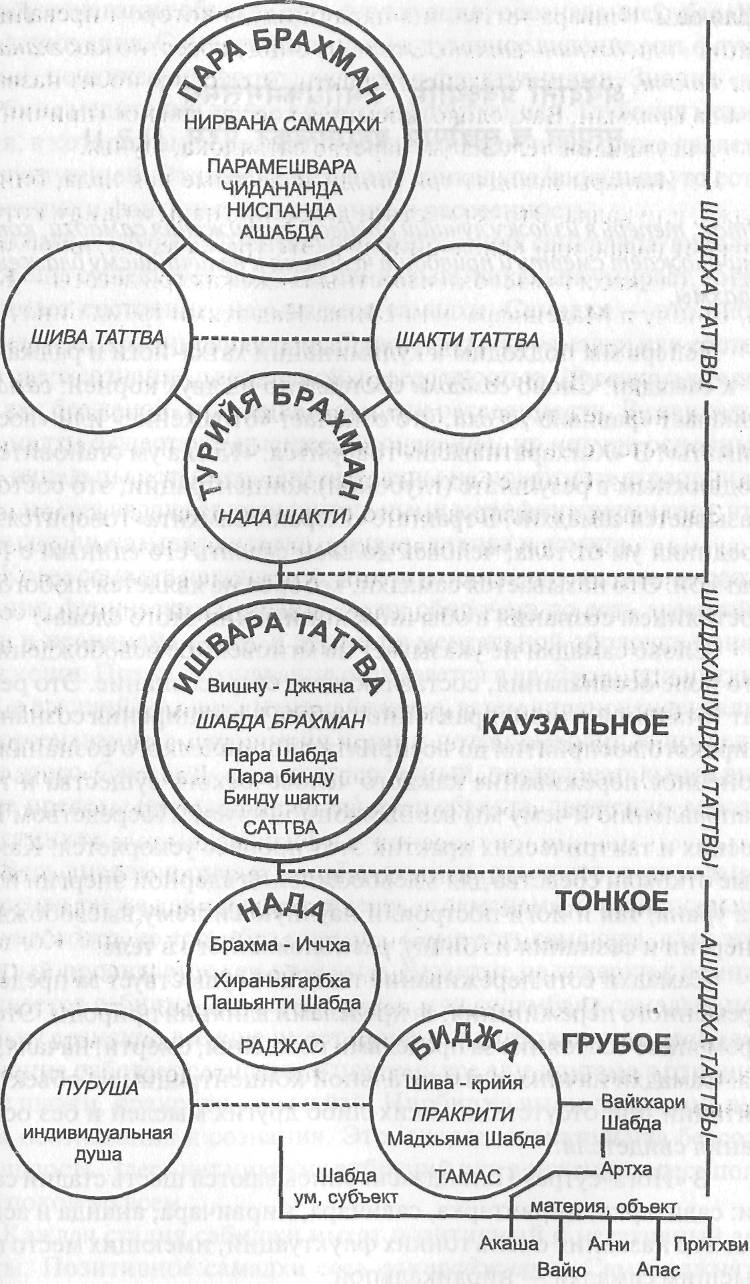 ПАРА БРАХМАН
НИРВАНА САМАДХИ
ПАРАМЕШВАРА
ЧИДАНАНДА
НИСПАНДА
АШАБДА
ШИВА ТАТТВА
ШАКТИ ТАТТВА
ШУДДХА ТАТТВЫ
ТУРИЙЯ БРАХМАН
НАДА ШАКТИ
ИШВАРА ТАТТВА
Вишну - Джняна
ШАБДА БРАХМАН
Пара Шабда
Пара бинду
Бинду шакти
САТТВА
КАУЗАЛЬНОЕ
ШУДДХАШУДДХА ТАТТВЫ
ТОНКОЕ
НАДА
Брахма - Иччха
Хираньягарбха
Пашьянти Шабда
РАДЖАС
ГРУБОЕ
АШУДДХА ТАТТВЫ
ПУРУША
индивидуальная
душа
БИДЖА
Шива - крийя
ПРАКРИТИ
Мадхьяма Шабда
ТАМАС
Вайкхари
Шабда
Артха
Шабда
ум, субъект
материя, объект
Акаша
Агни
Притхви
Вайю
Апас